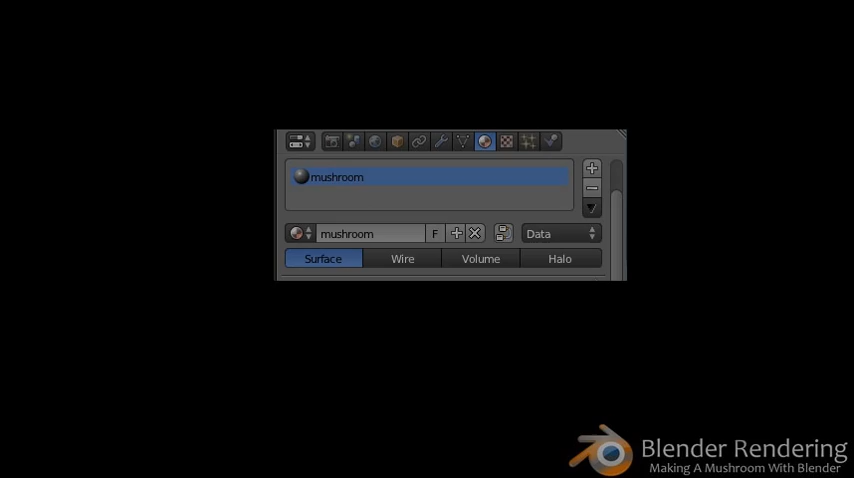 mushroom
mushroom F Data
Surface Wire Volume Halo
Blender Rendering
Making A Mushroom With Blender